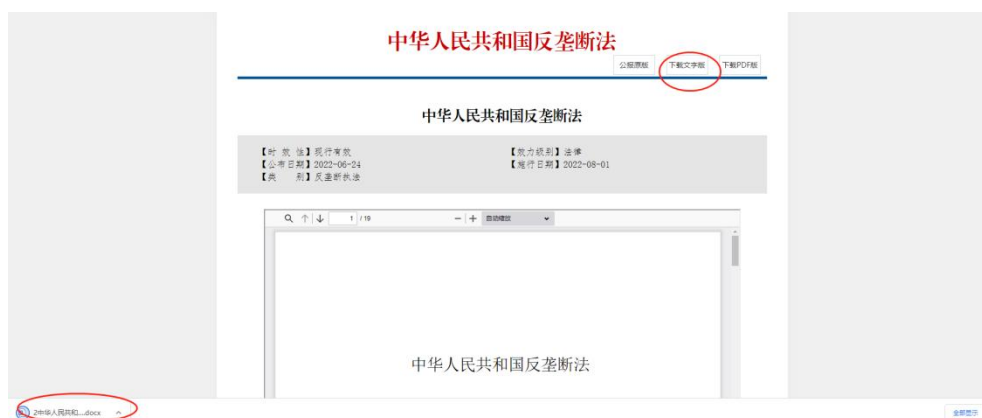 中华人民共和国反垄断法
公报原版 下载文字版 下载PDF版
中华人民共和国反垄断法
【时 效 性】现行有效 【效力级别】法律
【公布日期】2022-06-24 【施行日期】2022-08-01
【类 别】反垄断执法
1 / 19 自动缩放
中华人民共和国反垄断法
2中华人民共和....docx 全部显示